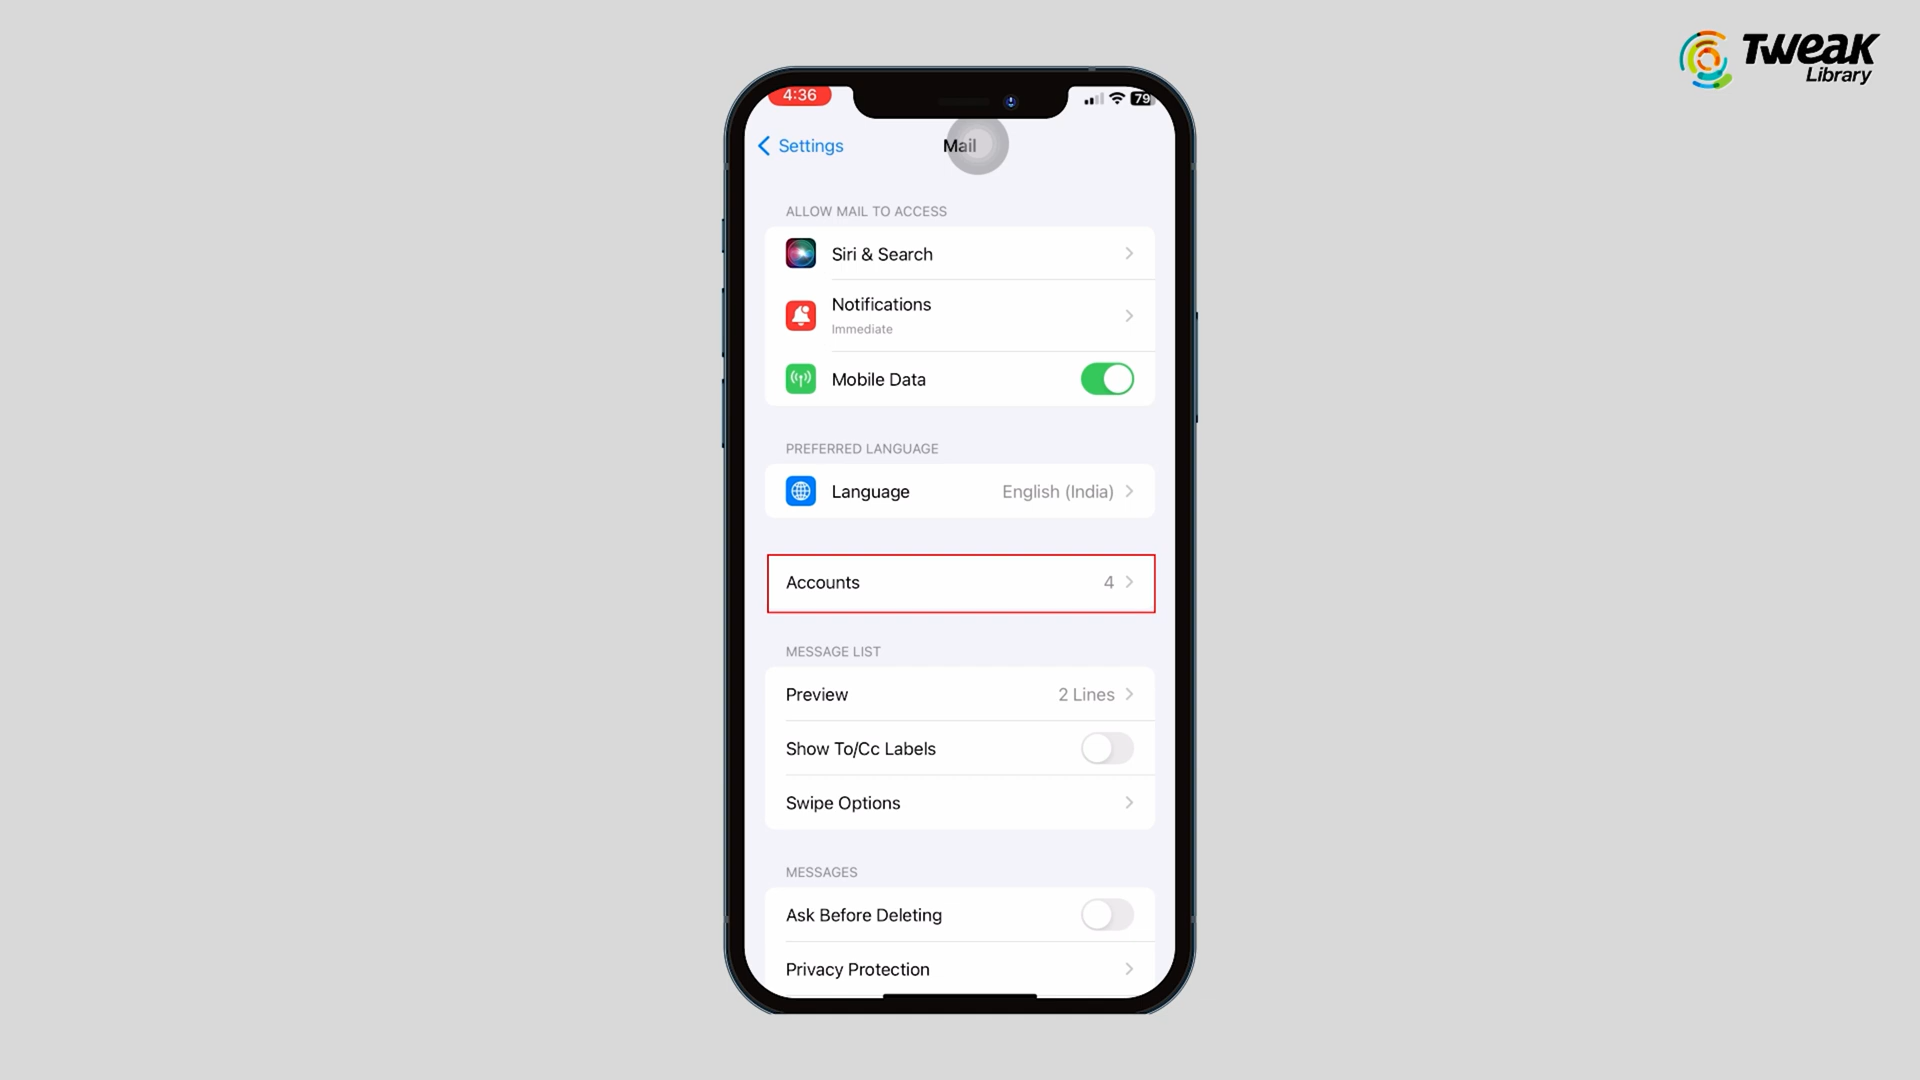 Tweak
Library
4:36
79
Settings
Mail
ALLOW MAIL TO ACCESS
Siri & Search
Notifications
Immediate
Mobile Data
PREFERRED LANGUAGE
Language English (India)
Accounts 4
MESSAGE LIST
Preview 2 Lines
Show To/Cc Labels
Swipe Options
MESSAGES
Ask Before Deleting
Privacy Protection